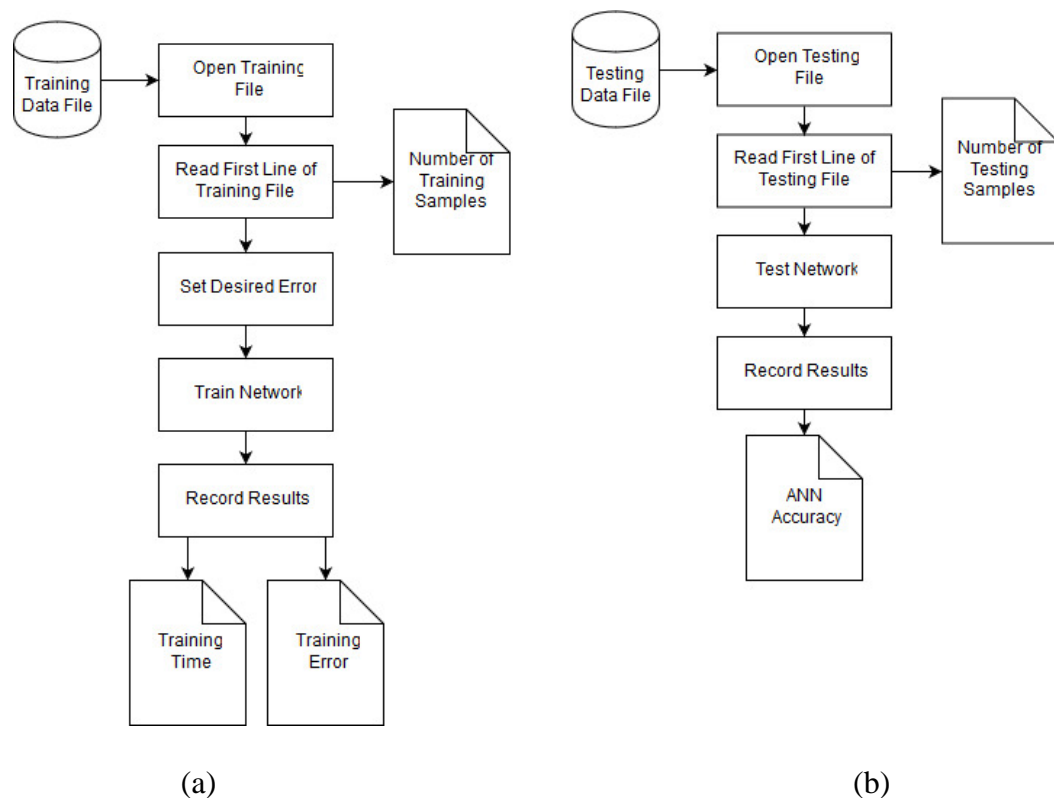 Training
Data File
Open Training
File
Read First Line of
Training File
Number of
Training
Samples
Set Desired Error
Train Network
Record Results
Training
Time
Training
Error
(a)
Testing
Data File
Open Testing
File
Read First Line of
Testing File
Number of
Testing
Samples
Test Network
Record Results
ANN
Accuracy
(b)